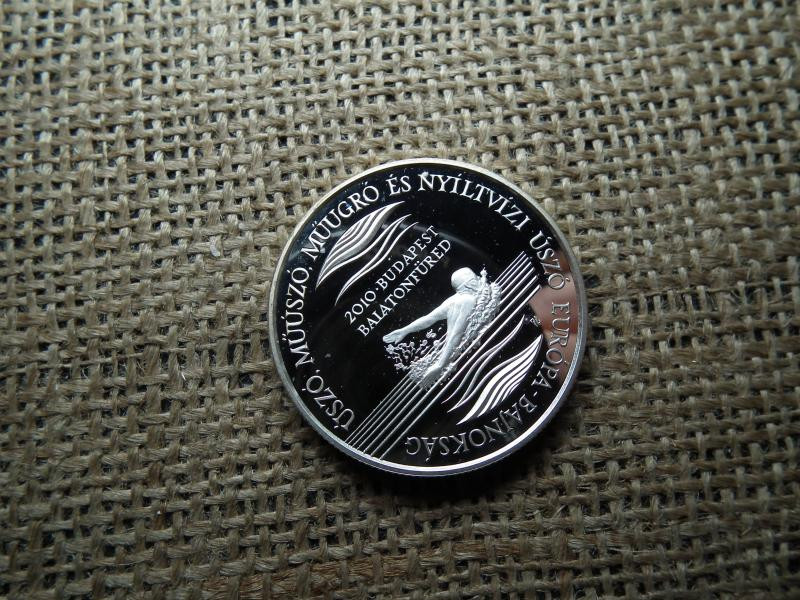 ÚSZÓ, MŰÚSZÓ, MŰUGRÓ ÉS NYÍLTVÍZI ÚSZÓ EURÓPA-BAJNOKSÁG
2010. BUDAPEST
BALATONFÜRED